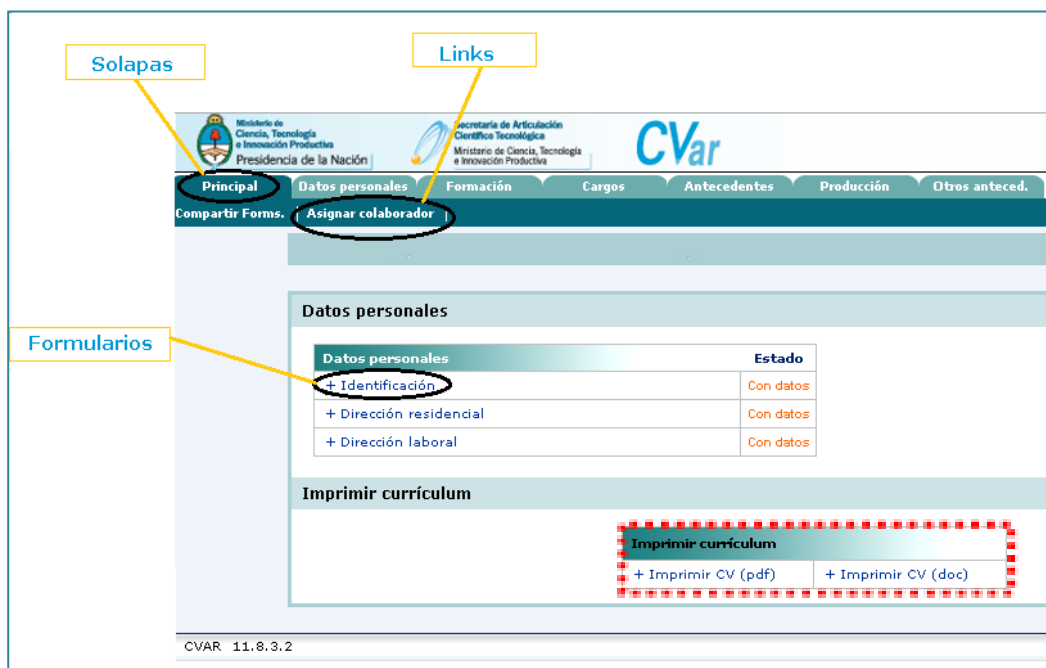 Solapas
Links
Ministerio de
Ciencia, Tecnología
e Innovación Productiva
Presidencia de la Nación
Secretaria de Articulación
Científico Tecnológica
Ministerio de Ciencia, Tecnología
e Innovación Productiva
CVar
Principal Datos personales Formación Cargos Antecedentes Producción Otros anteced.
Compartir Forms. | Asignar colaborador |
Datos personales
Formularios
Datos personales Estado
+ Identificación Con datos
+ Dirección residencial Con datos
+ Dirección laboral Con datos
Imprimir currículum
Imprimir currículum
+ Imprimir CV (pdf) + Imprimir CV (doc)
CVAR 11.8.3.2